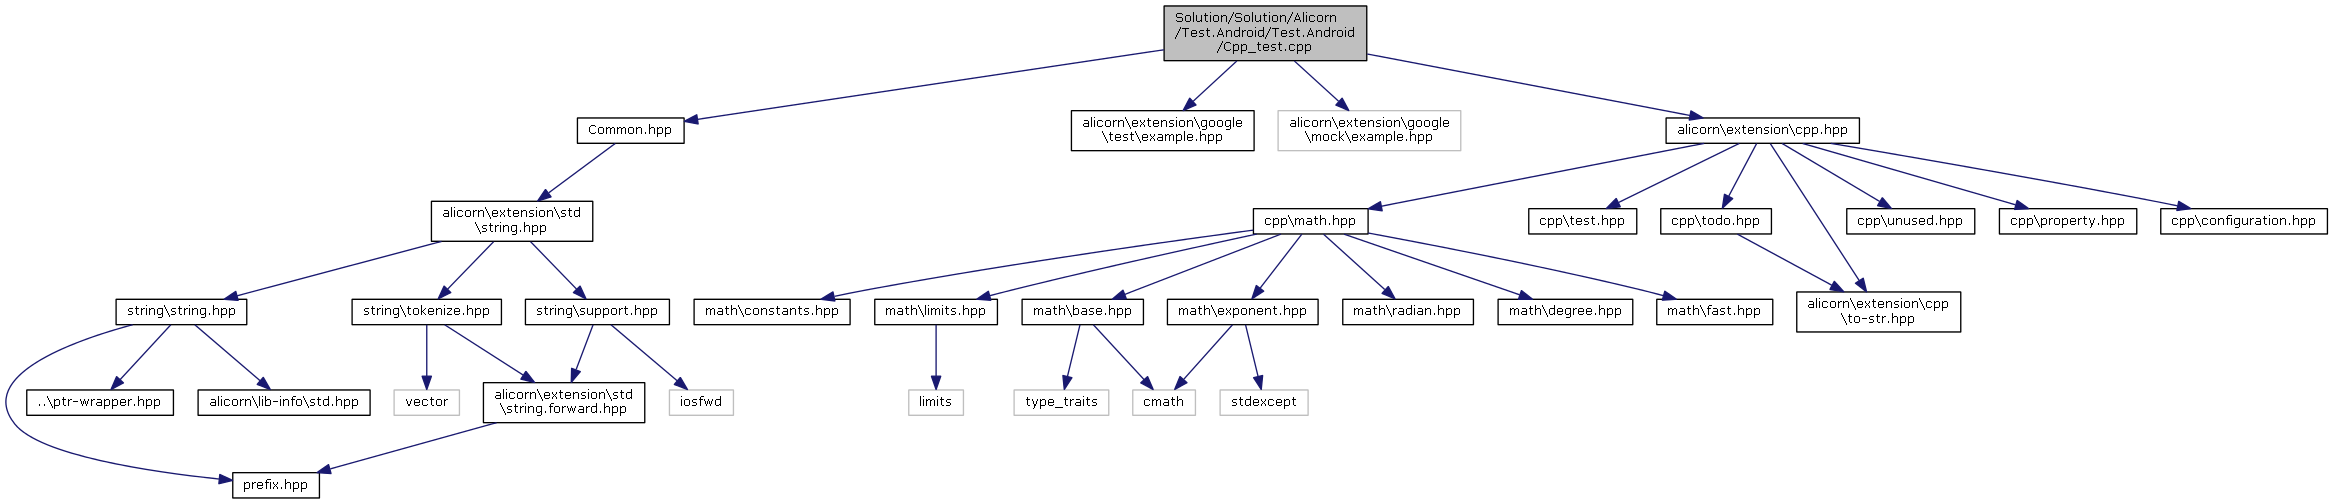 Solution/Solution/Alicorn
/Test.Android/Test.Android
/Cpp_test.cpp
Common.hpp
alicorn\extension\google
\test\example.hpp
alicorn\extension\google
\mock\example.hpp
alicorn\extension\cpp.hpp
alicorn\extension\std
\string.hpp
cpp\math.hpp
cpp\test.hpp
cpp\todo.hpp
cpp\unused.hpp
cpp\property.hpp
cpp\configuration.hpp
string\string.hpp
string\tokenize.hpp
string\support.hpp
math\constants.hpp
math\limits.hpp
math\base.hpp
math\exponent.hpp
math\radian.hpp
math\degree.hpp
math\fast.hpp
alicorn\extension\cpp
\to-str.hpp
..\ptr-wrapper.hpp
alicorn\lib-info\std.hpp
vector
alicorn\extension\std
\string.forward.hpp
iosfwd
limits
type_traits
cmath
stdexcept
prefix.hpp